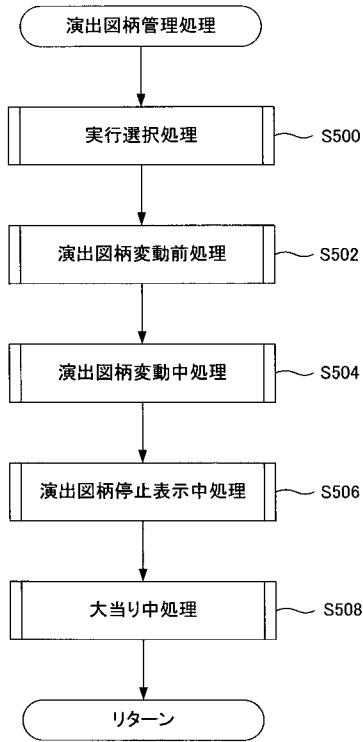 演出図柄管理処理
実行選択処理
S500
演出図柄変動前処理
S502
演出図柄変動中処理
S504
演出図柄停止表示中処理
S506
大当り中処理
S508
リターン